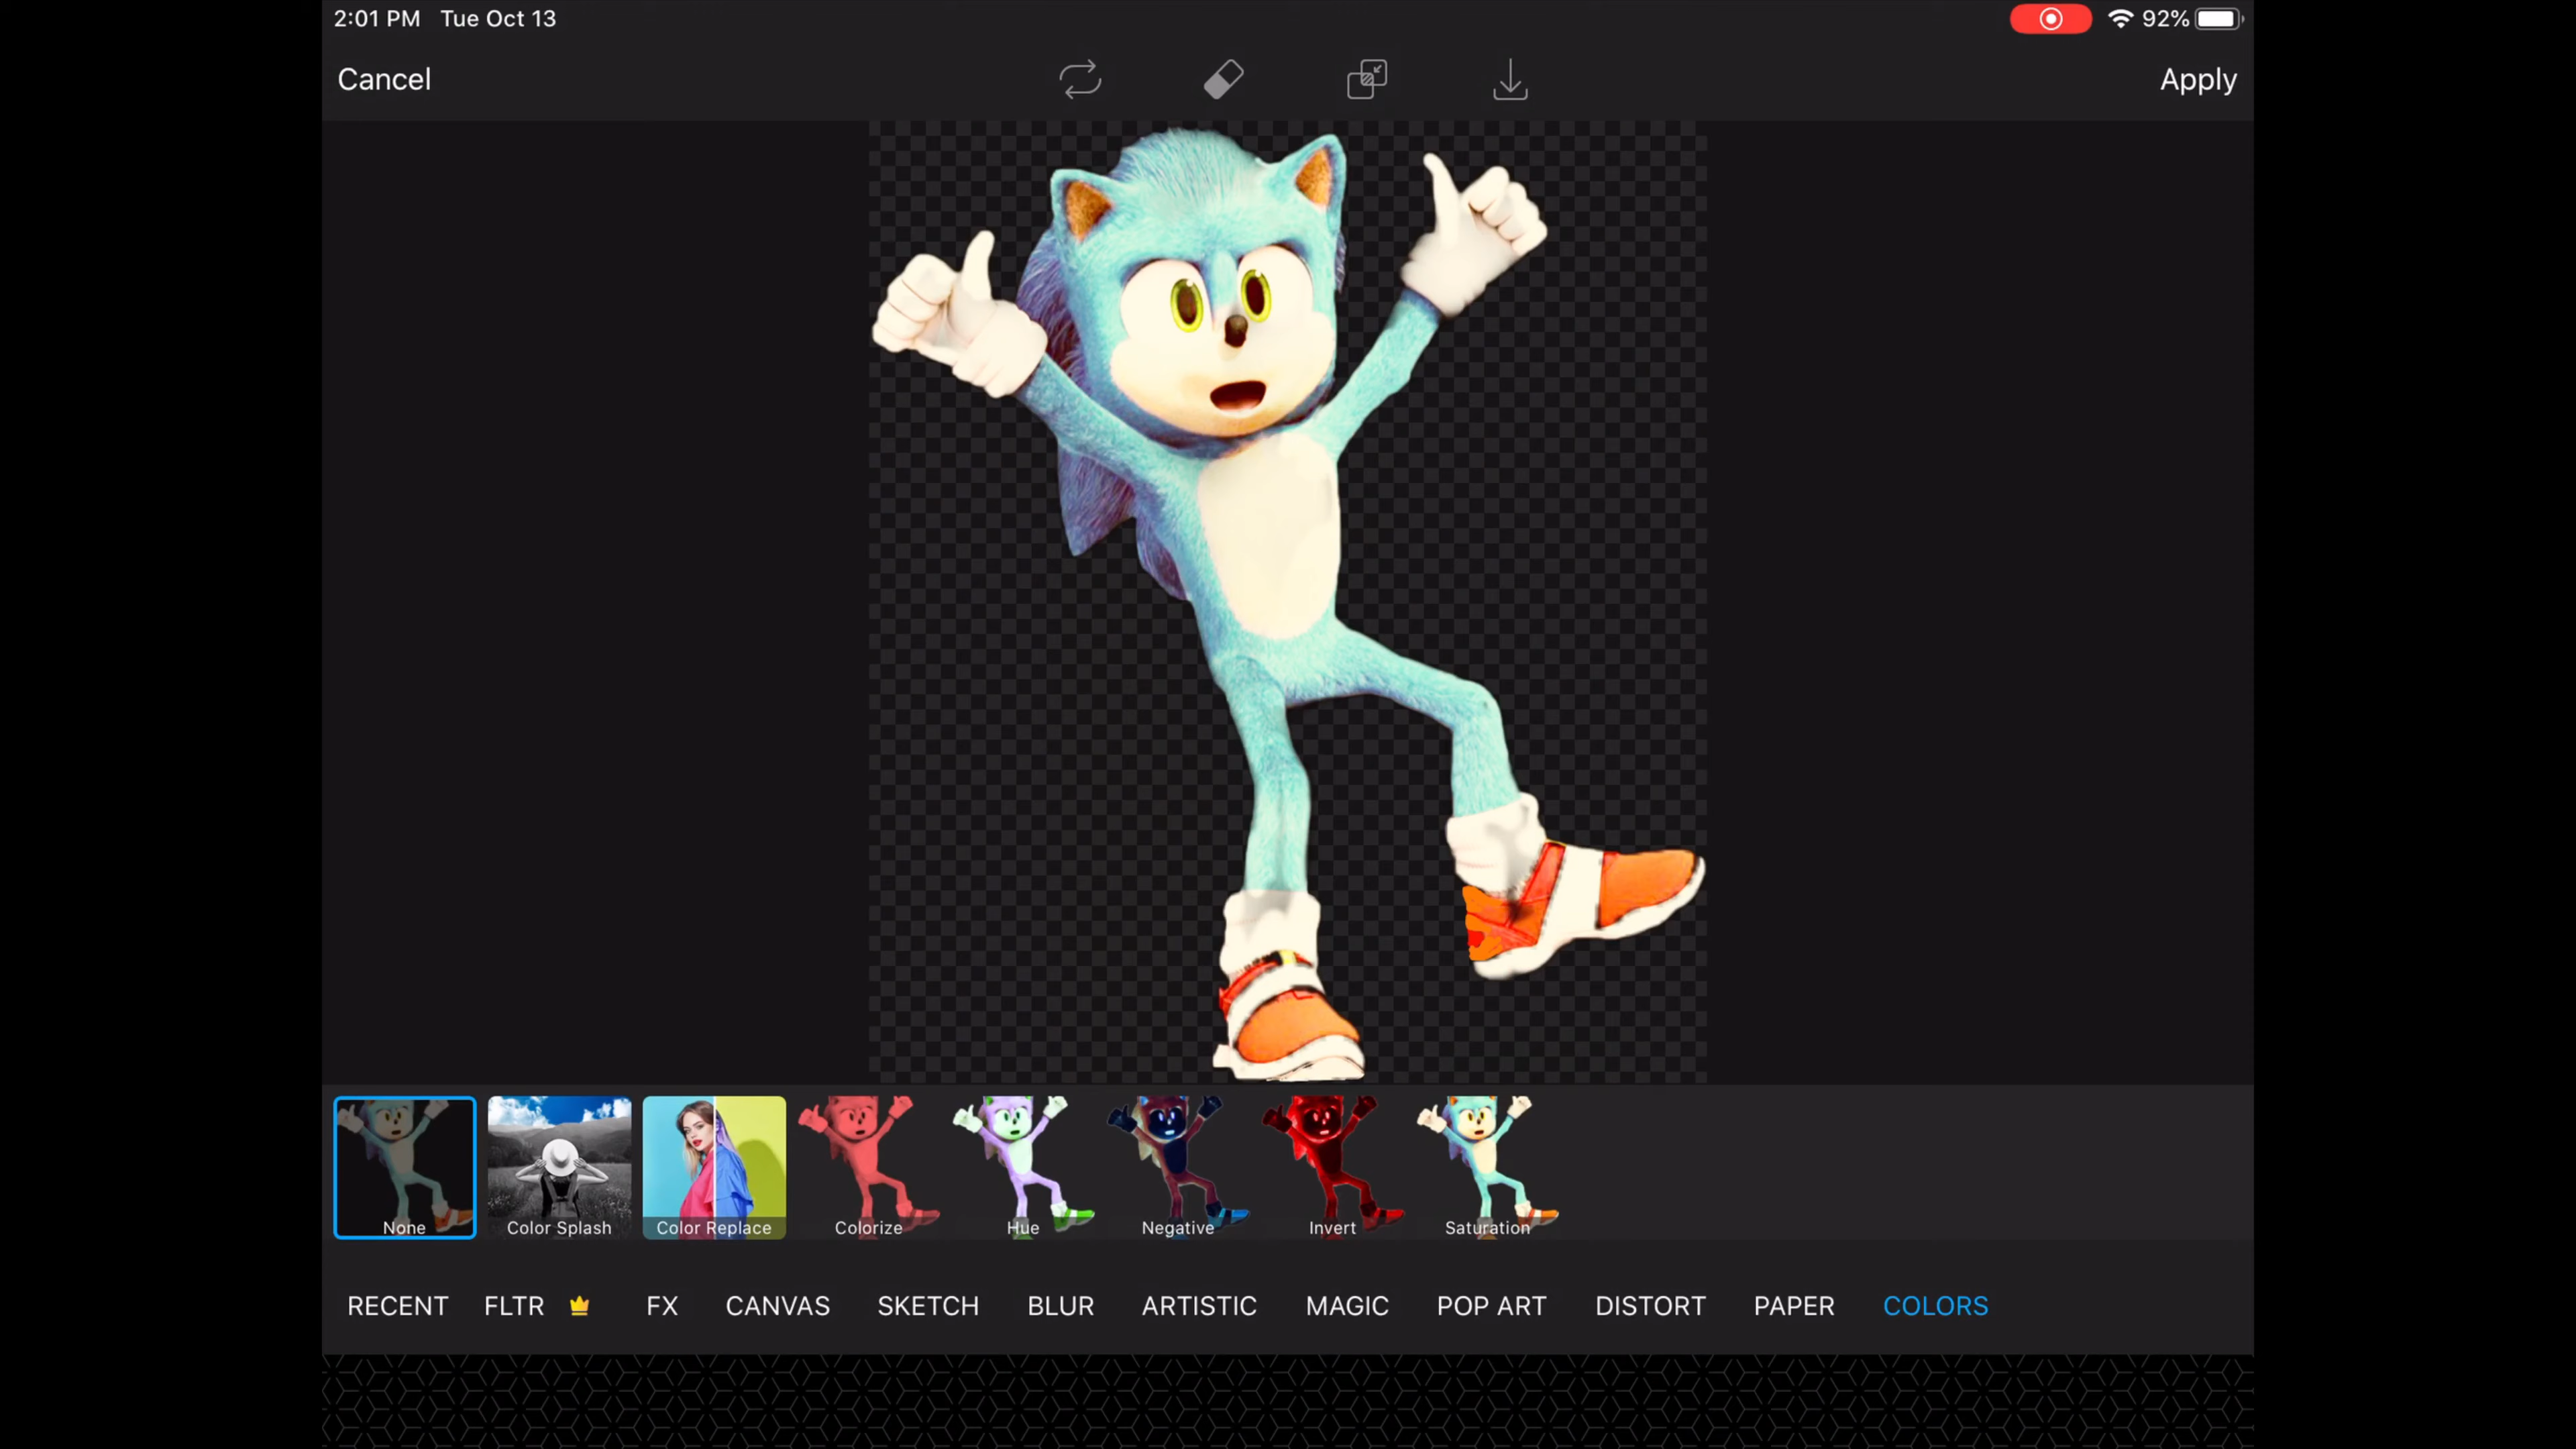 2:01 PM Tue Oct 13 92%
Cancel Apply
None Color Splash Color Replace Colorize Hue Negative Invert Saturation
RECENT FLTR FX CANVAS SKETCH BLUR ARTISTIC MAGIC POP ART DISTORT PAPER COLORS